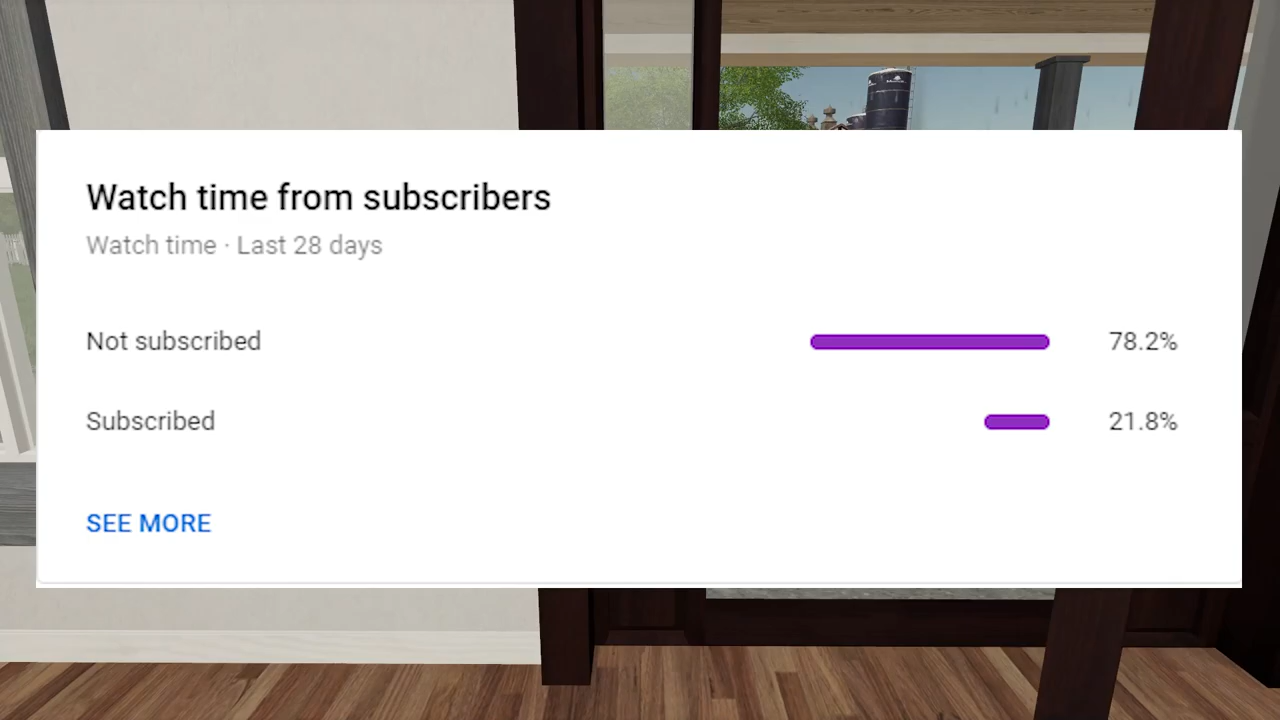 Watch time from subscribers
Watch time · Last 28 days
Not subscribed 78.2%
Subscribed 21.8%
SEE MORE